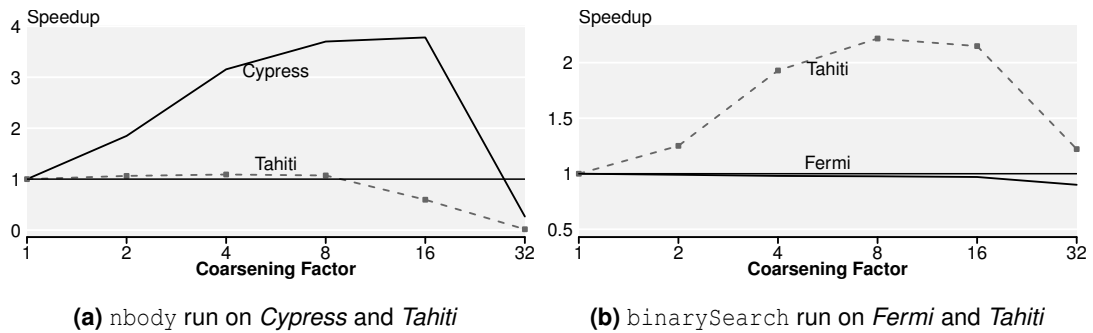 Speedup
4
3
2
1
0
Cypress
Tahiti
1 2 4 8 16 32
Coarsening Factor
(a) nbody run on Cypress and Tahiti
Speedup
2
1.5
1
0.5
Tahiti
Fermi
1 2 4 8 16 32
Coarsening Factor
(b) binarySearch run on Fermi and Tahiti